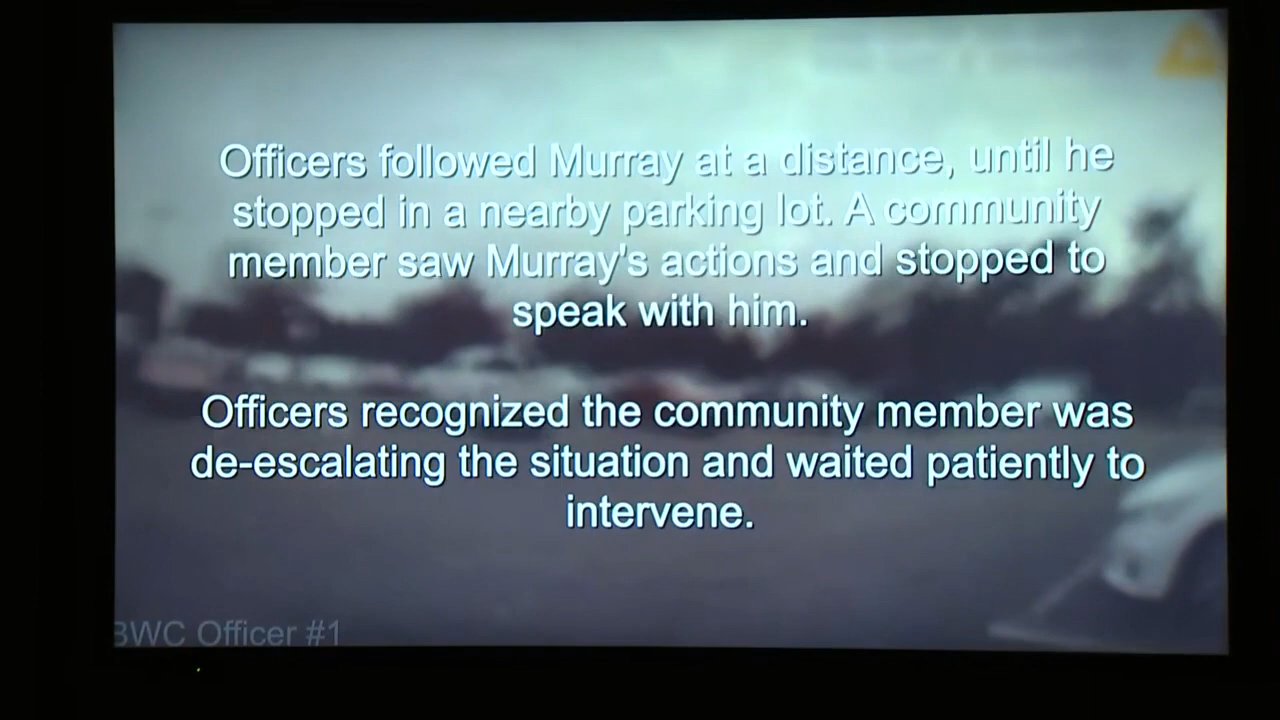 Officers followed Murray at a distance, until he
stopped in a nearby parking lot. A community
member saw Murray's actions and stopped to
speak with him.
Officers recognized the community member was
de-escalating the situation and waited patiently to
intervene.
BWC Officer #1